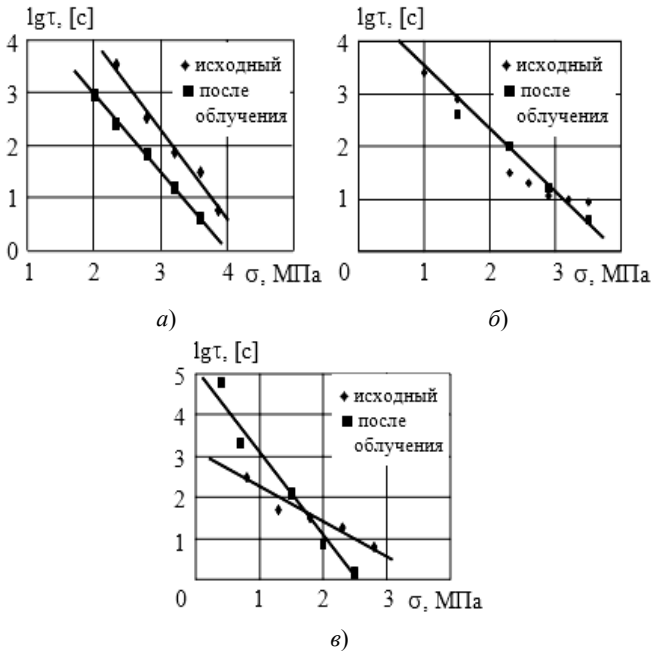 lgτ, [с]
4
3
2
1
0
1
2
3
4
σ, МПа
исходный
после
облучения
а)
lgτ, [с]
4
3
2
1
0
1
2
3
σ, МПа
исходный
после
облучения
б)
lgτ, [с]
5
4
3
2
1
0
1
2
3
σ, МПа
исходный
после
облучения
в)